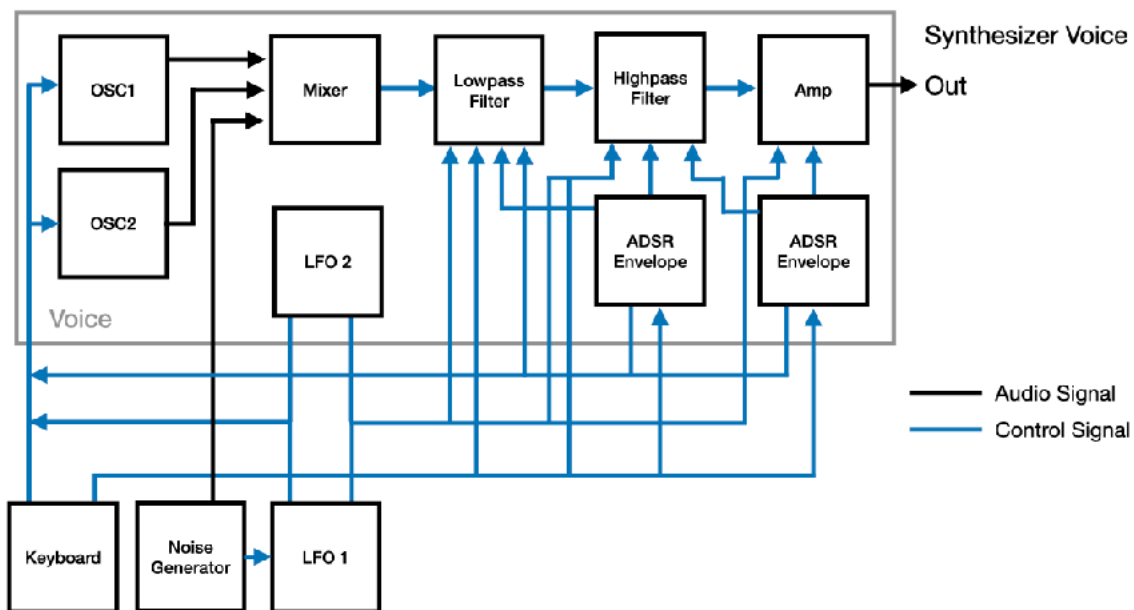 OSC1
Mixer
Lowpass
Filter
Highpass
Filter
Amp
Synthesizer Voice
Out
OSC2
LFO 2
ADSR
Envelope
ADSR
Envelope
Voice
Audio Signal
Control Signal
Keyboard
Noise
Generator
LFO 1